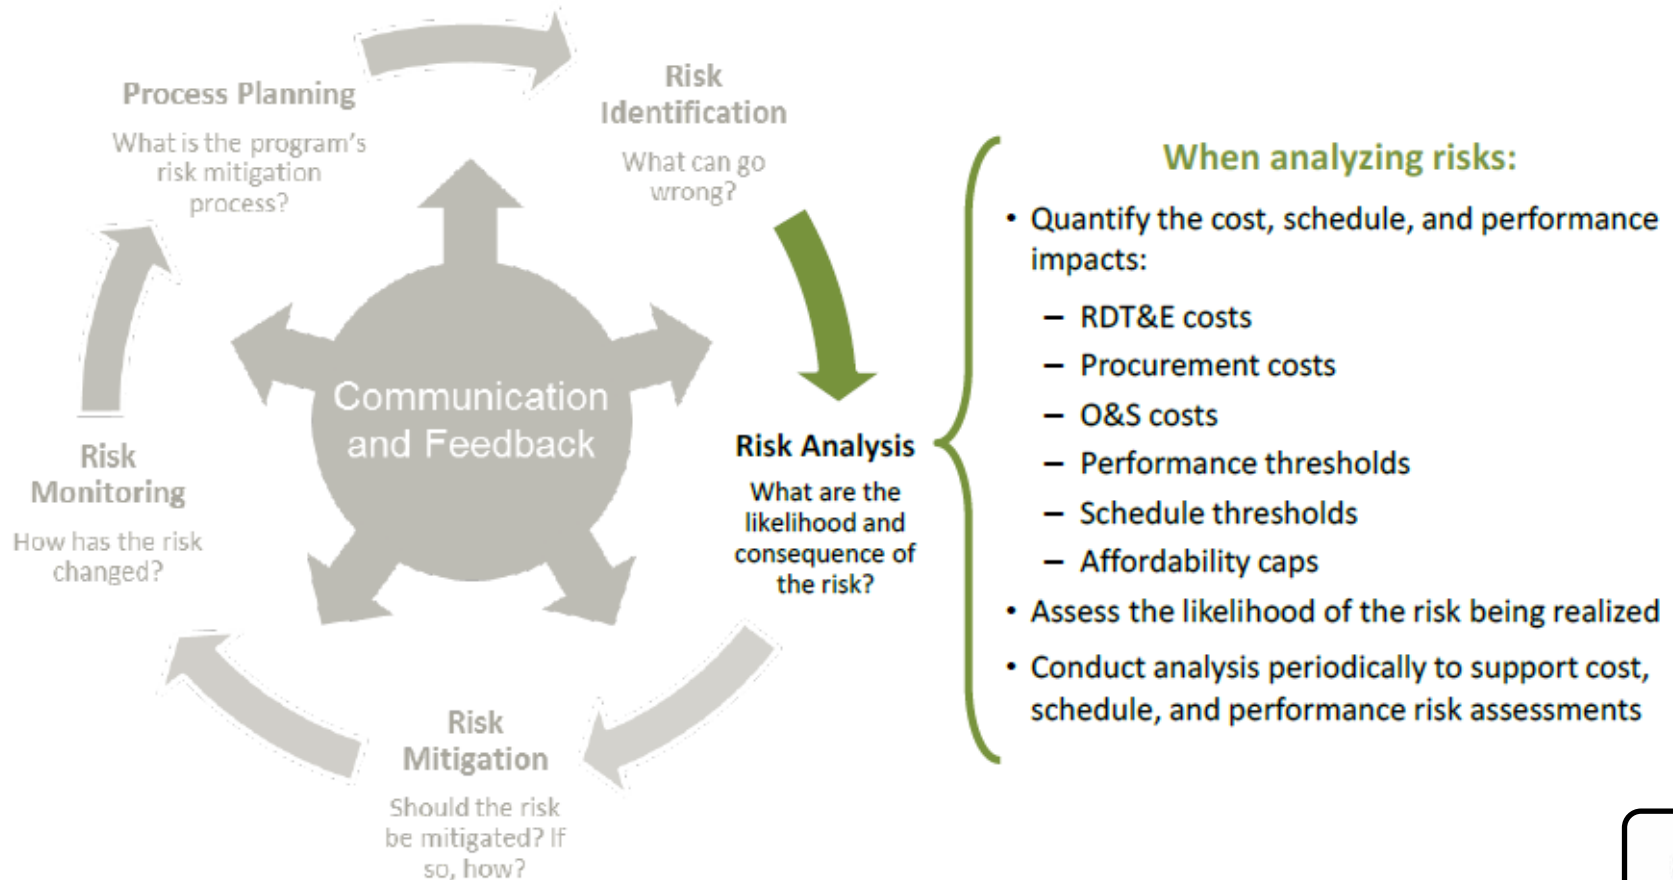 Process Planning
What is the program's
risk mitigation
process?
Risk
Identification
What can go
wrong?
Communication
and Feedback
Risk
Monitoring
How has the risk
changed?
Risk Analysis
What are the
likelihood and
consequence of
the risk?
Risk
Mitigation
Should the risk
be mitigated? If
so, how?
When analyzing risks:
• Quantify the cost, schedule, and performance
impacts:
– RDT&E costs
– Procurement costs
– O&S costs
– Performance thresholds
– Schedule thresholds
– Affordability caps
• Assess the likelihood of the risk being realized
• Conduct analysis periodically to support cost,
schedule, and performance risk assessments